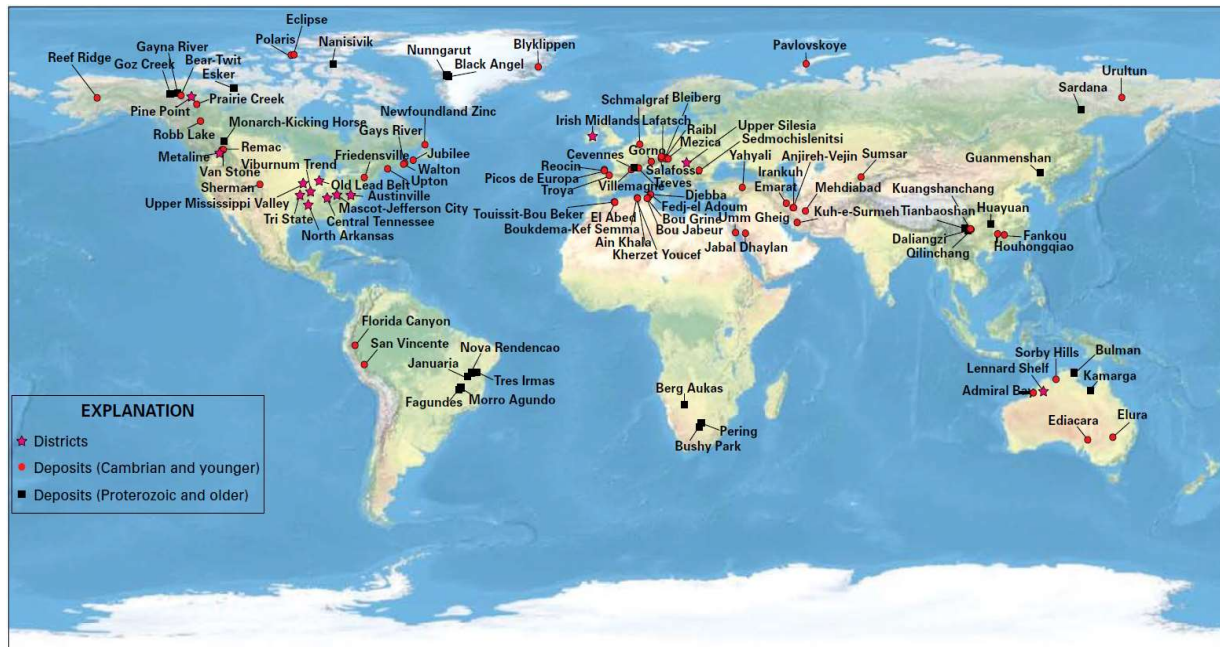 Eclipse
Polaris
Nanisivik
Gayna River
Bear-Twit
Reef Ridge
Goz Creek
Esker
Nunngarut
Black Angel
Blyklippen
Pavlovskoye
Urultun
Sardana
Pine Point
Prairie Creek
Robb Lake
Monarch-Kicking Horse
Newfoundland Zinc
Gays River
Metaline
Remac
Jubilee
Walton
Upton
Friedensville
Viburnum Trend
Van Stone
Sherman
Old Lead Belt
Austinville
Upper Mississippi Valley
Mascot-Jefferson City
Tri State
Central Tennessee
North Arkansas
Schmalgraf
Bleiberg
Irish Midlands
Lafatsch
Raibl
Mezica
Upper Silesia
Sedmochislenitsi
Cevennes
Gorno
Salafossa
Reocin
Picos de Europa
Troya
Villemagne
Treves
Djebba
Fedj-el Adoum
Touissit-Bou Beker
El Abed
Bou Grine
Boukdema-Kef Semma
Bou Jabeur
Ain Khala
Kherzet Youcef
Yahyali
Anjireh-Vejin
Irankuh
Emarat
Mehdiabad
Sumsar
Umm Gheig
Kuh-e-Surmeh
Jabal Dhaylan
Guanmenshan
Kuangshanchang
Tianbaoshan
Huayuan
Daliangzi
Qilinchang
Fankou
Houhongqiao
Florida Canyon
San Vincente
Nova Rendencao
Januaria
Tres Irmas
Fagundes
Morro Agundo
Berg Aukas
Pering
Bushy Park
Sorby Hills
Bulman
Lennard Shelf
Kamarga
Admiral Bay
Ediacara
Elura
EXPLANATION
Districts
Deposits (Cambrian and younger)
Deposits (Proterozoic and older)